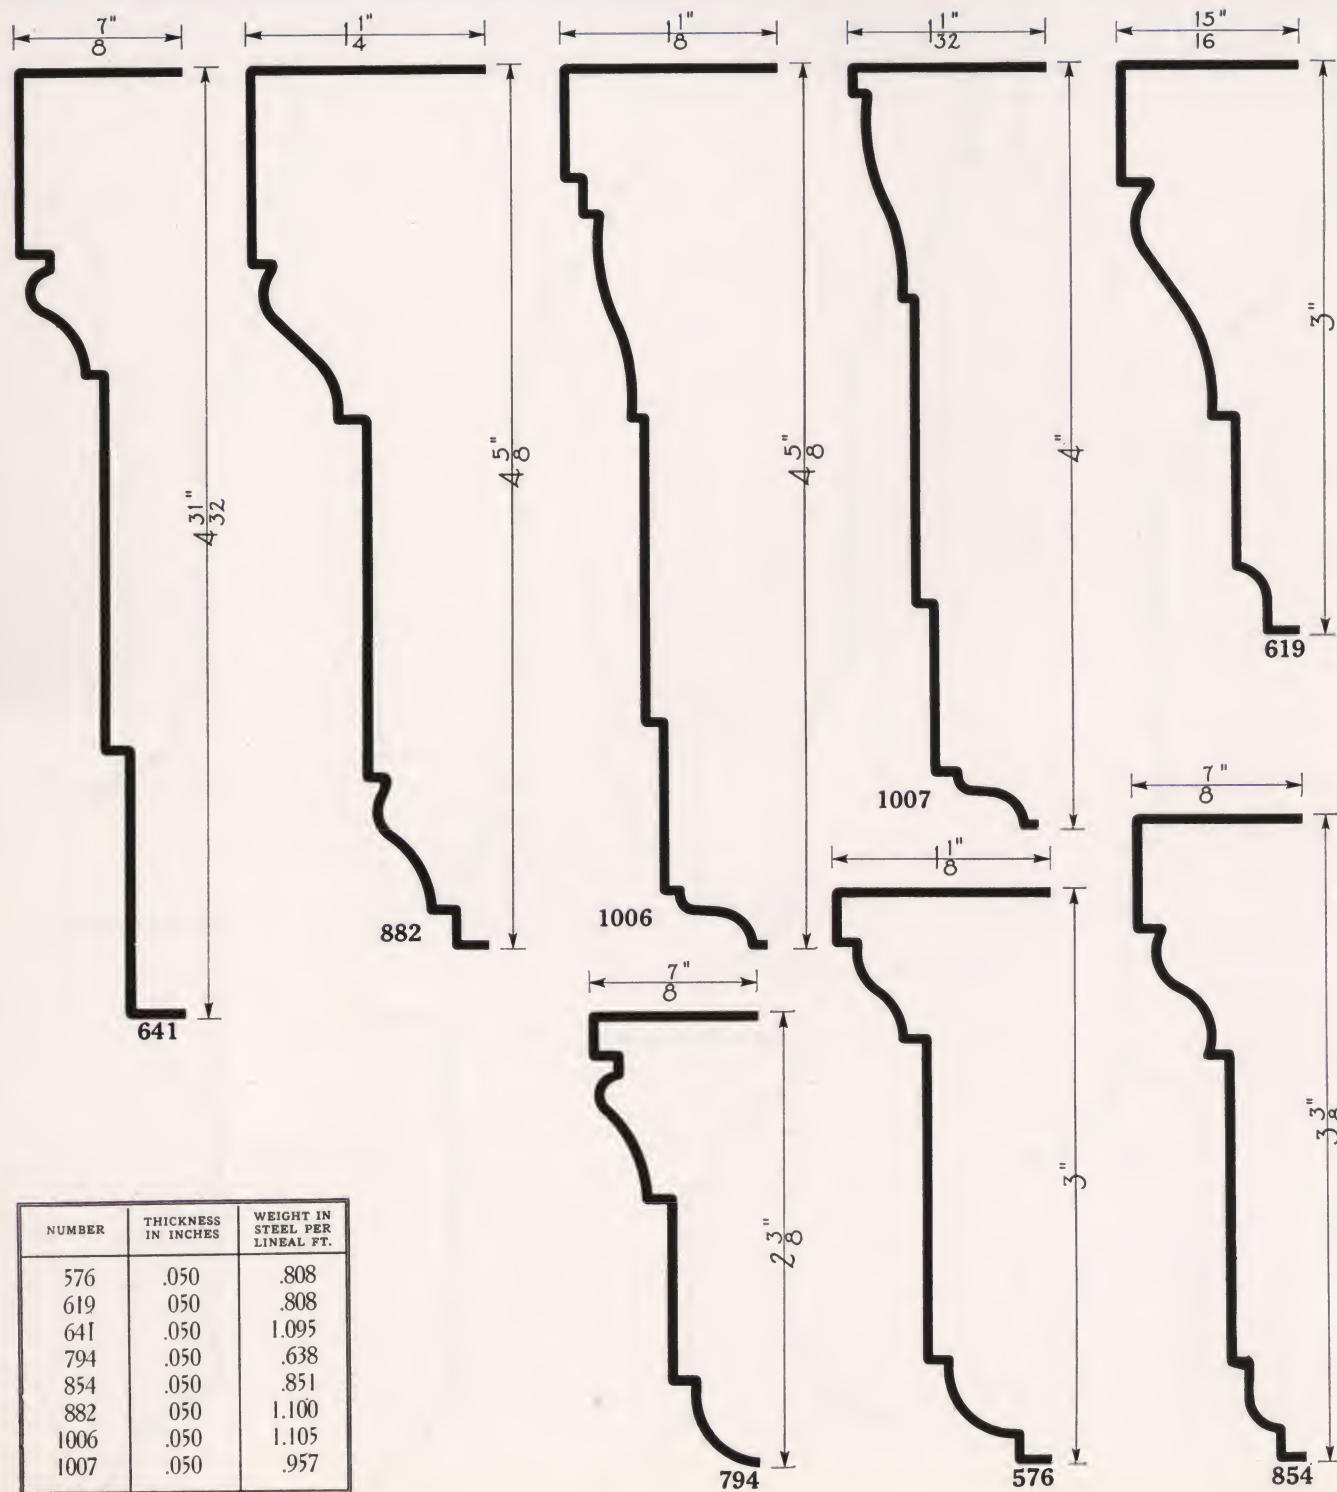 7/8"
1 1/4"
1 1/8"
1 1/32"
15/16"
4 31/32"
4 5/8"
4 5/8"
4"
3"
619
1007
7/8"
1 1/8"
882
1006
7/8"
641
3 3/8"
3"
2 3/8"
794
576
854
NUMBER THICKNESS IN INCHES WEIGHT IN STEEL PER LINEAL FT.
576 .050 .808
619 050 .808
641 .050 1.095
794 .050 .638
854 .050 .851
882 050 1.100
1006 .050 1.105
1007 .050 .957